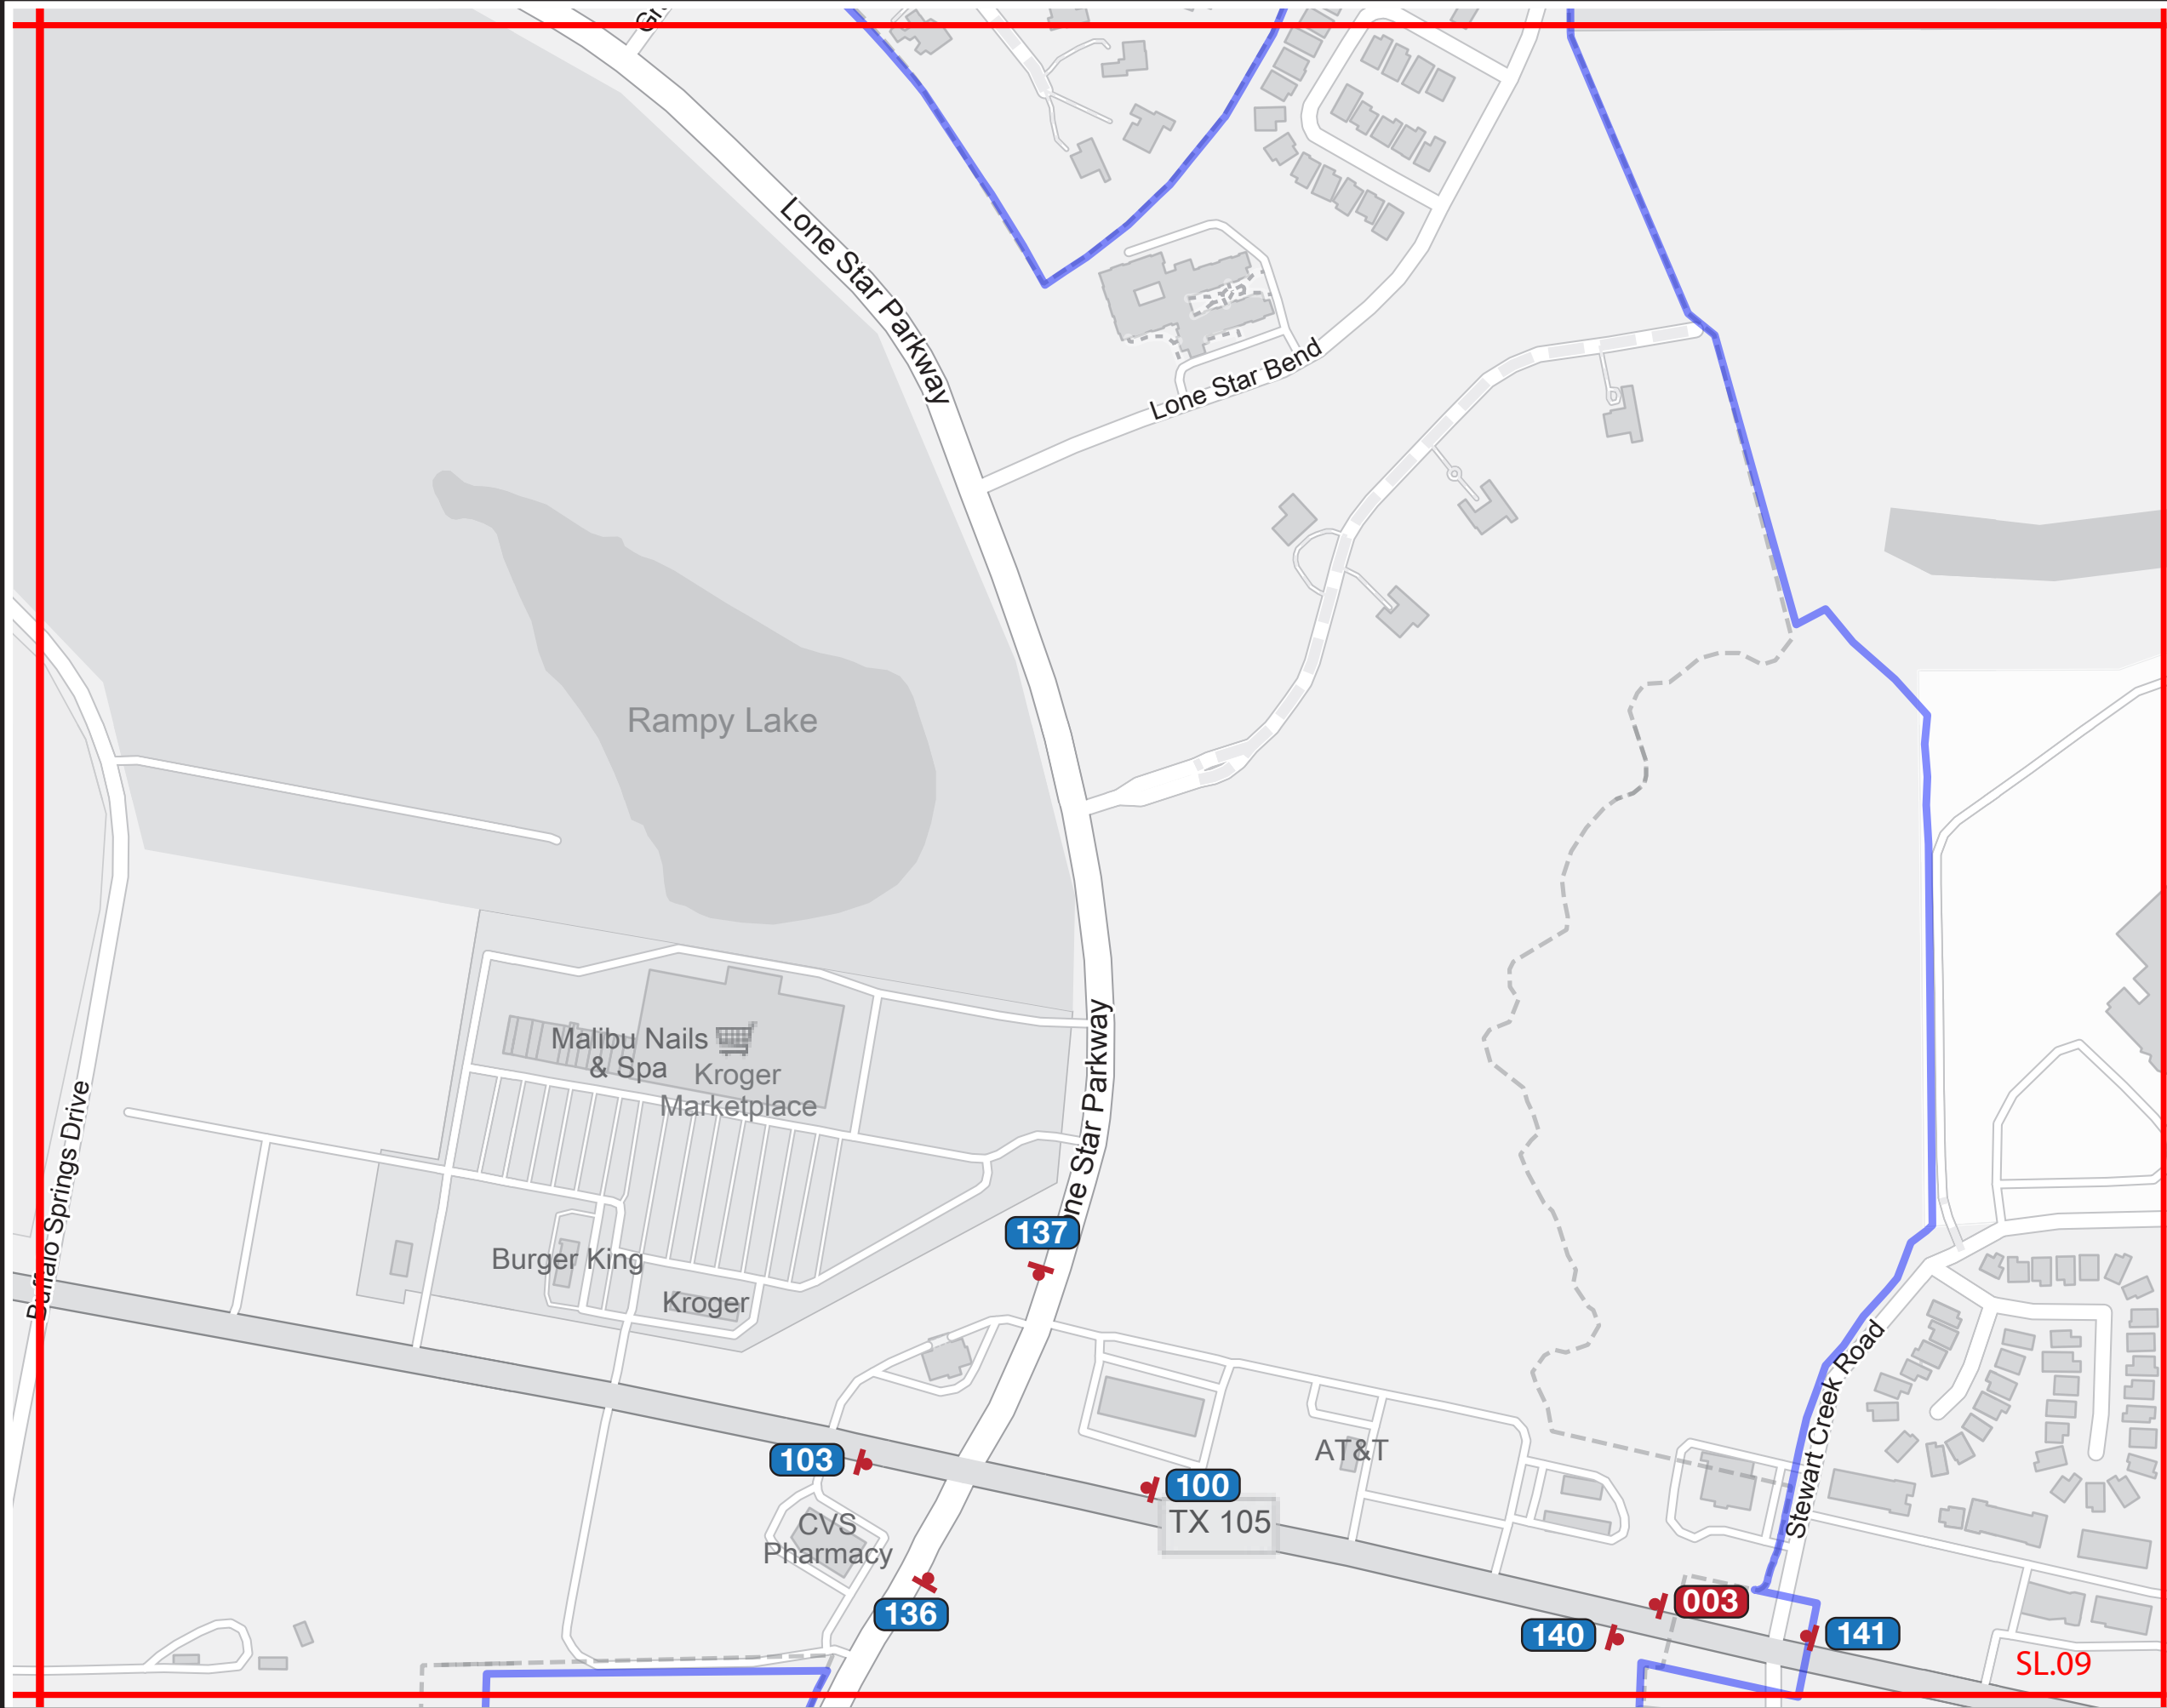 Gr
Lone Star Parkway
Lone Star Bend
Rampy Lake
Lone Star Parkway
Malibu Nails
& Spa
Kroger
Marketplace
Buffalo Springs Drive
137
Burger King
Kroger
Stewart Creek Road
103
100
AT&T
TX 105
CVS
Pharmacy
136
003
140
141
SL.09